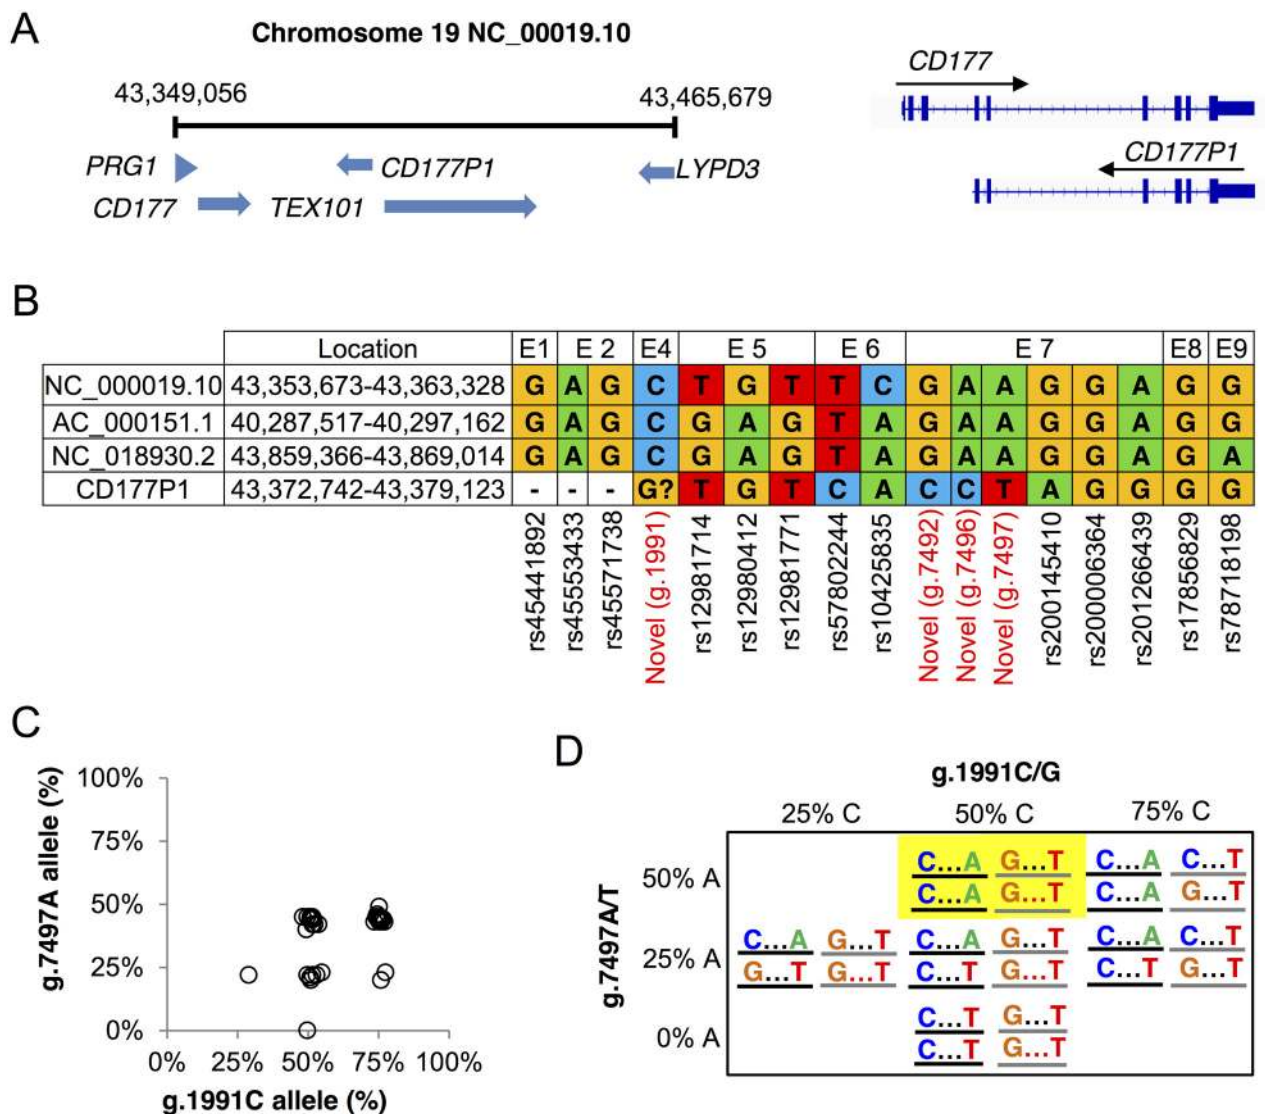 A
Chromosome 19 NC_00019.10
43,349,056
43,465,679
PRG1
CD177P1
LYPD3
CD177
TEX101
CD177
CD177P1
B
Location E1 E 2 E4 E 5 E 6 E 7 E8 E9
NC_000019.10 43,353,673-43,363,328 G A G C T G T T C G A A G G A G G
AC_000151.1 40,287,517-40,297,162 G A G C G A G T A G A A G G A G G
NC_018930.2 43,859,366-43,869,014 G A G C G A G T A G A A G G A G A
CD177P1 43,372,742-43,379,123 - - - G? T G T C A C C T A G G G G
rs45441892
rs45553433
rs45571738
Novel (g.1991)
rs12981714
rs12980412
rs12981771
rs57802244
rs10425835
Novel (g.7492)
Novel (g.7496)
Novel (g.7497)
rs200145410
rs200006364
rs201266439
rs17856829
rs78718198
C
g.7497A allele (%)
100%
75%
50%
25%
0%
0% 25% 50% 75% 100%
g.1991C allele (%)
D
g.1991C/G
25% C 50% C 75% C
g.7497A/T
50% A
C...A G...T C...A C...T
C...A G...T C...A G...T
25% A
C...A G...T C...A G...T C...A C...T
G...T G...T C...T G...T C...T G...T
0% A
C...T G...T
C...T G...T